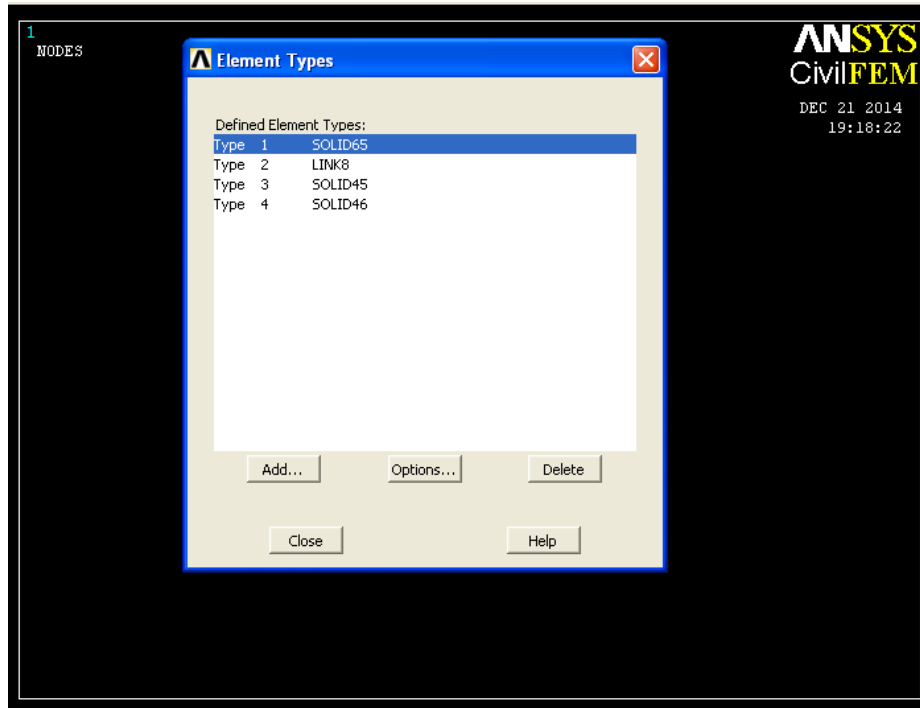 1
NODES
ANSYS
CivilFEM
DEC 21 2014
19:18:22
Element Types
Defined Element Types:
Type 1 SOLID65
Type 2 LINK8
Type 3 SOLID45
Type 4 SOLID46
Add... Options... Delete
Close Help